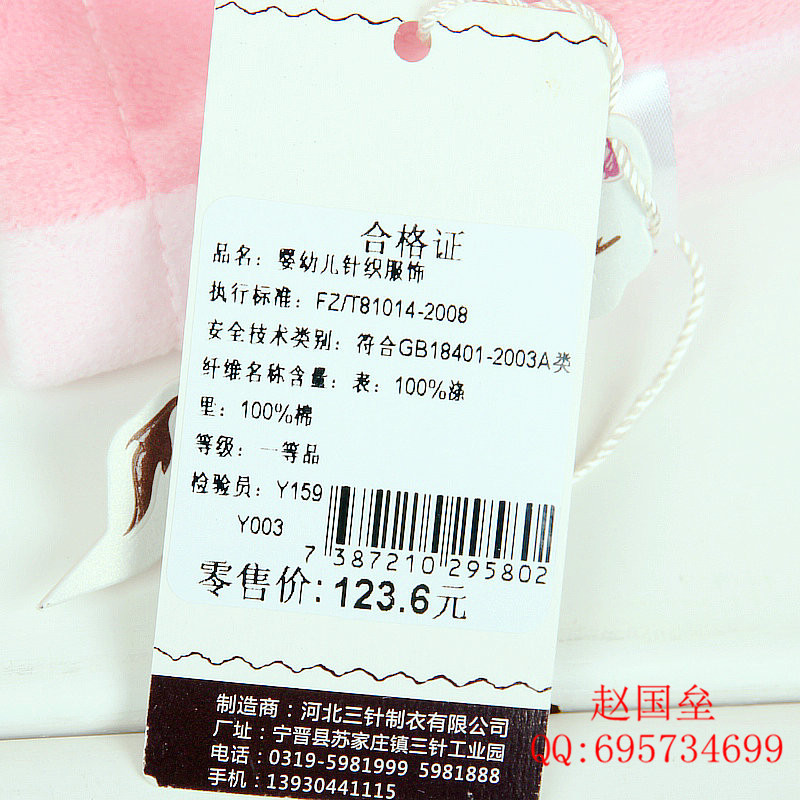 合格证
品名：婴幼儿针织服饰
执行标准：FZ/T81014-2008
安全技术类别：符合GB18401-2003A类
纤维名称含量：表：100%涤
里：100%棉
等级：一等品
检验员：Y159
Y003
7 387210 295802
零售价：123.6元
制造商：河北三针制衣有限公司
厂址：宁晋县苏家庄镇三针工业园
电话：0319-5981999 5981888
手机：13930441115
赵国垒
QQ:695734699